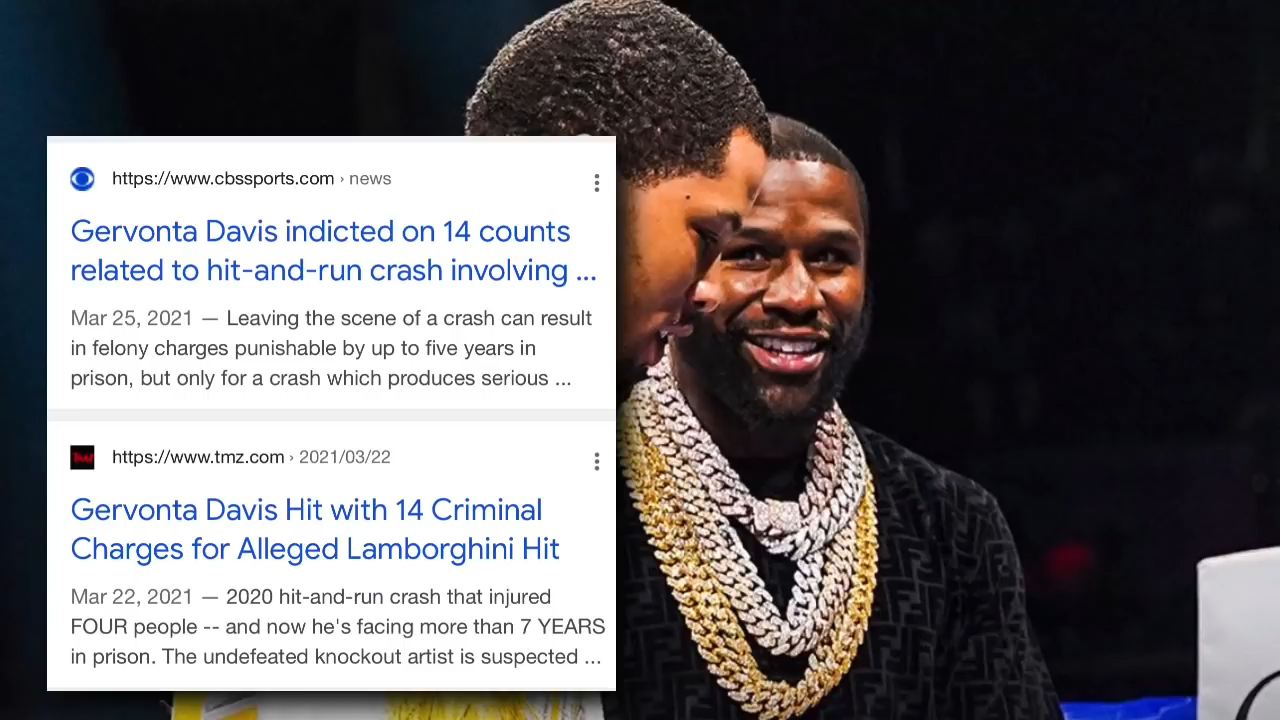 https://www.cbssports.com › news
Gervonta Davis indicted on 14 counts
related to hit-and-run crash involving ...
Mar 25, 2021 — Leaving the scene of a crash can result
in felony charges punishable by up to five years in
prison, but only for a crash which produces serious ...
https://www.tmz.com › 2021/03/22
Gervonta Davis Hit with 14 Criminal
Charges for Alleged Lamborghini Hit
Mar 22, 2021 — 2020 hit-and-run crash that injured
FOUR people -- and now he's facing more than 7 YEARS
in prison. The undefeated knockout artist is suspected ...